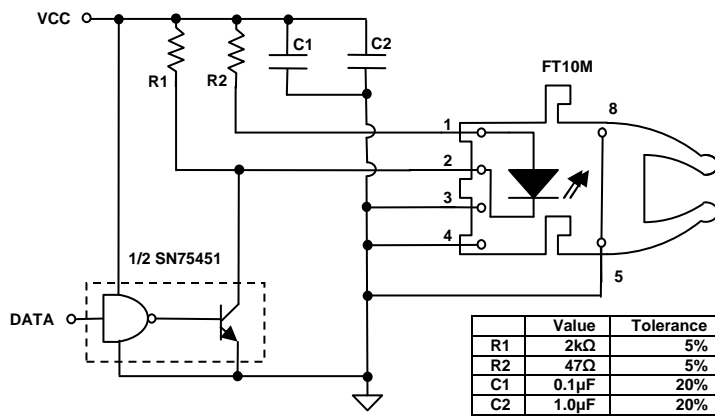 VCC
C1
C2
R1
R2
FT10M
1
8
2
3
4
5
1/2 SN75451
DATA
Value Tolerance
R1 2kΩ 5%
R2 47Ω 5%
C1 0.1µF 20%
C2 1.0µF 20%